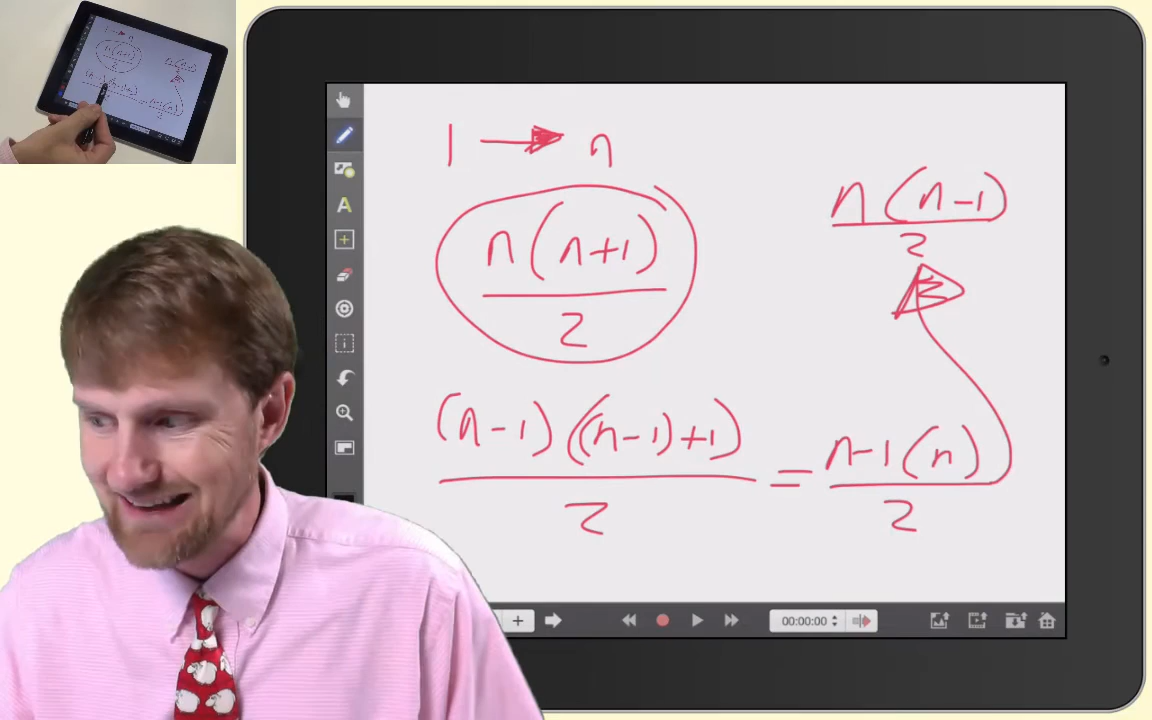 1 → n
n(n+1)
2
n(n-1)
2
(n-1)((n-1)+1)
2
= n-1(n)
2
A
00:00:00